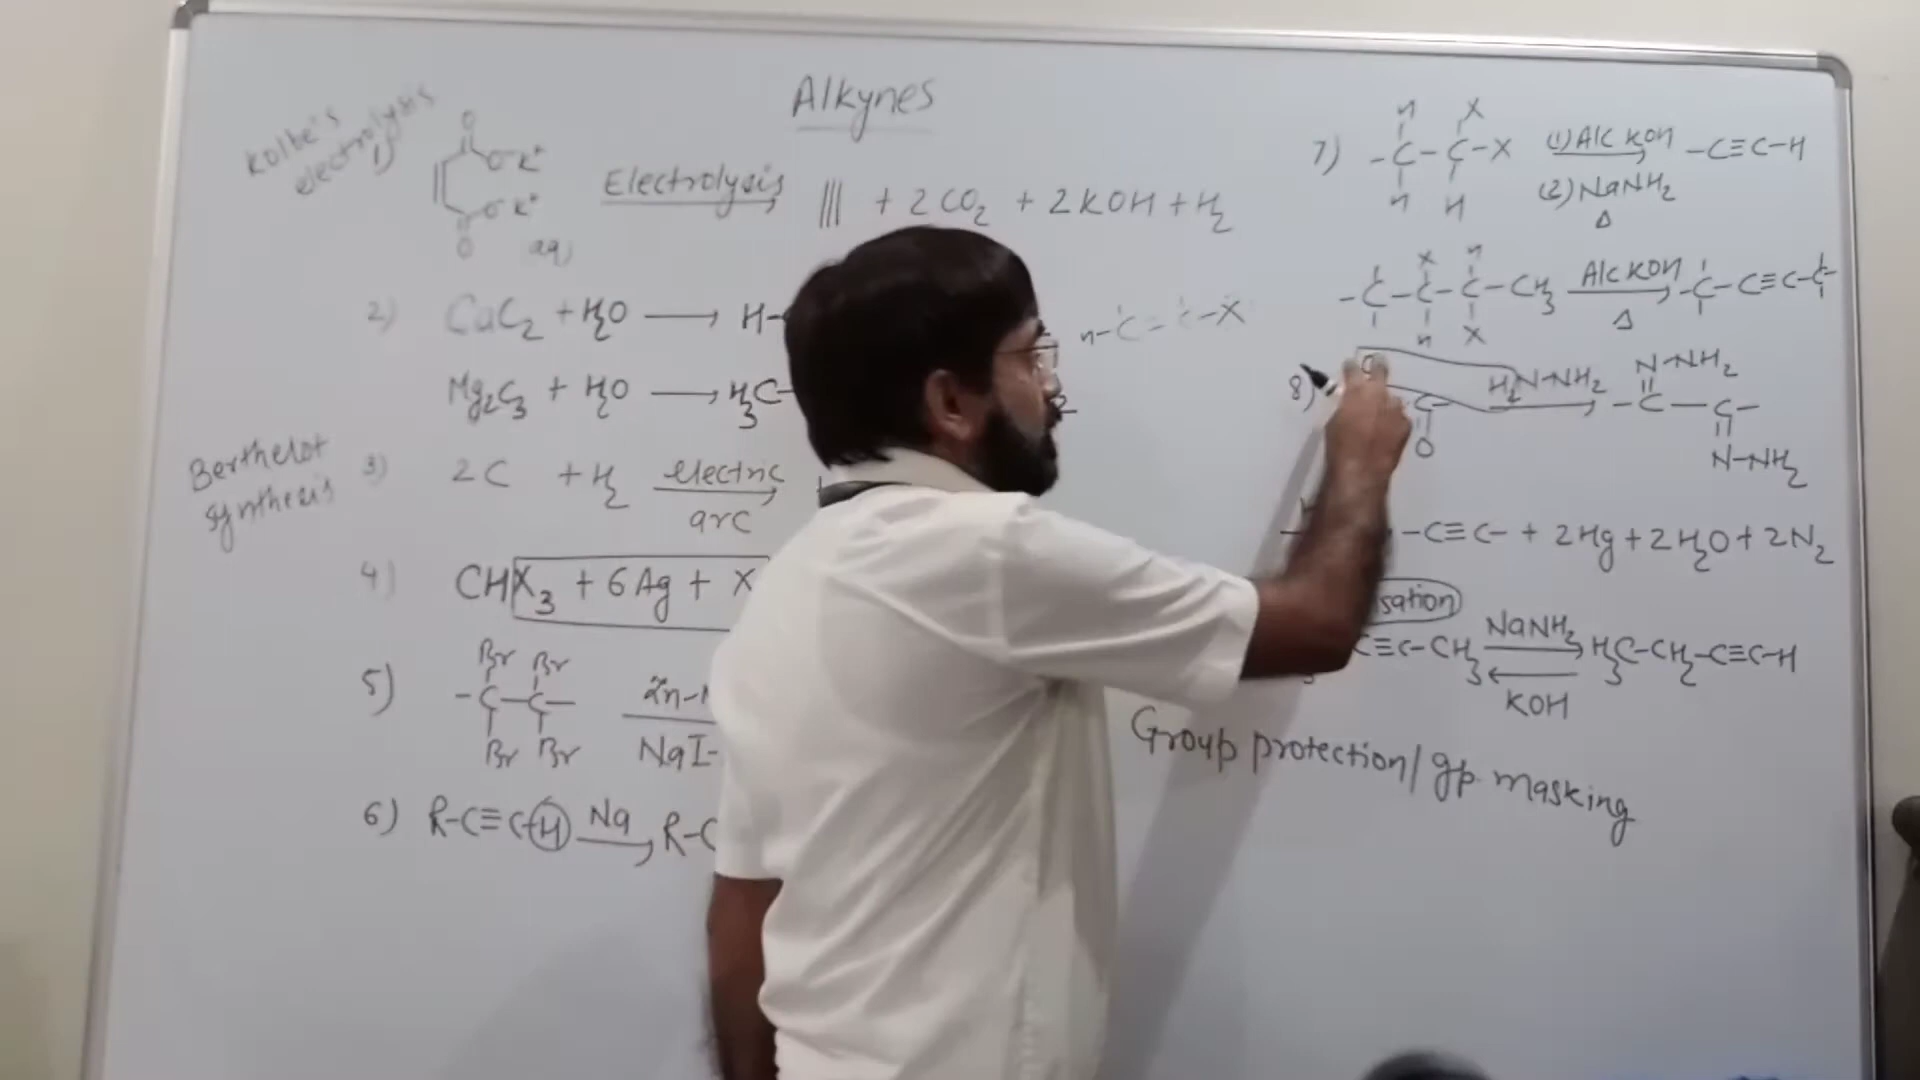 Alkynes
Kolbe's
electrolysis
1) O
O⁻K⁺
Electrolysis
||| + 2CO₂ + 2KOH + H₂
O⁻K⁺
O
aq)
2) CaC₂ + H₂O ⟶ H-
Mg₂C₃ + H₂O ⟶ H₃C-
Berthelot
synthesis
3) 2C + H₂ electric
arc
4) CHX₃ + 6Ag + X
5) Br Br
-C-C-
Br Br
Zn-
NaI-
6) R-C≡C-H Na R-C
H-C=C-X
7) H X
-C-C-X
H H
(1) Alc KOH
(2) NaNH₂
Δ
-C≡C-H
X H
-C-C-C-CH₃
H X
Alc KOH
Δ
-C-C≡C-C-
8) O
C-
O
H₂N-NH₂
N-NH₂
-C-C-
N-NH₂
-C≡C- + 2Hg + 2H₂O + 2N₂
sation
C≡C-CH₃ NaNH₂ H₃C-CH₂-C≡C-H
KOH
Group protection/gp. masking